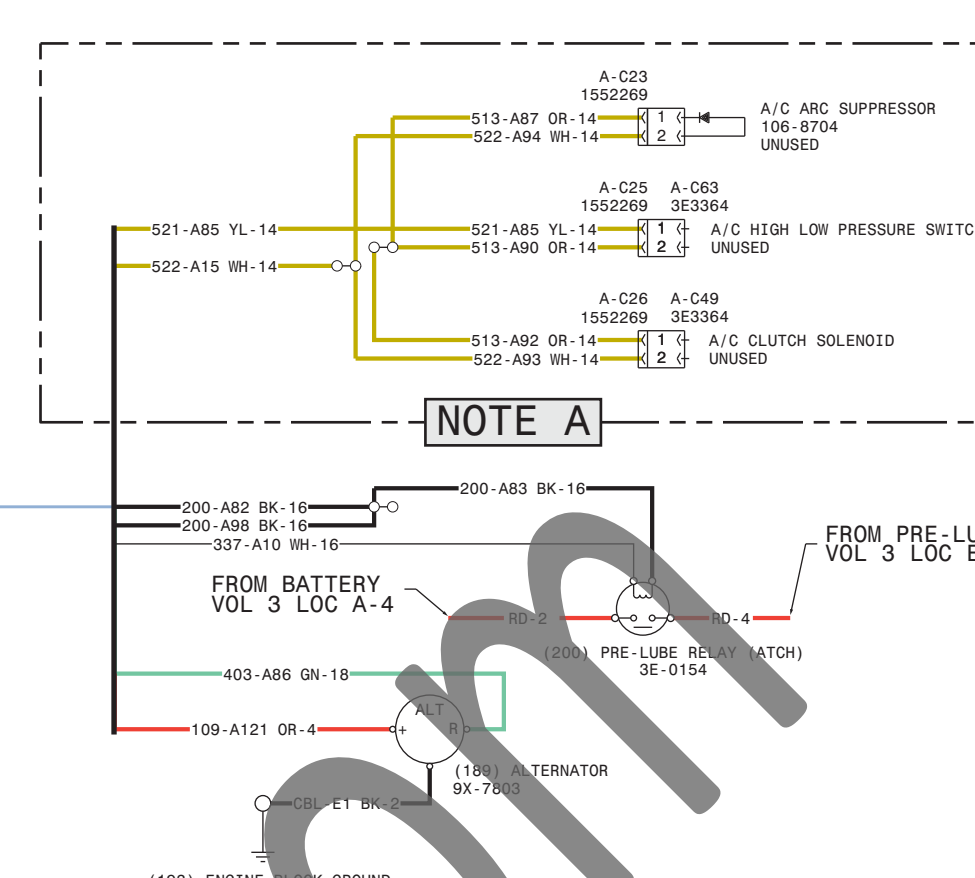 A-C23
1552269
513-A87 OR-14
1
522-A94 WH-14
2
A/C ARC SUPPRESSOR
106-8704
UNUSED
A-C25 A-C63
1552269 3E3364
521-A85 YL-14
521-A85 YL-14
1
A/C HIGH LOW PRESSURE SWITC
513-A90 OR-14
2
UNUSED
522-A15 WH-14
A-C26 A-C49
1552269 3E3364
513-A92 OR-14
1
A/C CLUTCH SOLENOID
522-A93 WH-14
2
UNUSED
NOTE A
200-A83 BK-16
200-A82 BK-16
200-A98 BK-16
337-A10 WH-16
FROM PRE-LU
VOL 3 LOC
FROM BATTERY
VOL 3 LOC A-4
RD-2
RD-4
(200) PRE-LUBE RELAY (ATCH)
3E-0154
403-A86 GN-18
ALT
109-A121 OR-4
+
R
(189) ALTERNATOR
9X-7803
CBL-E1 BK-2
ENGINE BLOCK GROUND